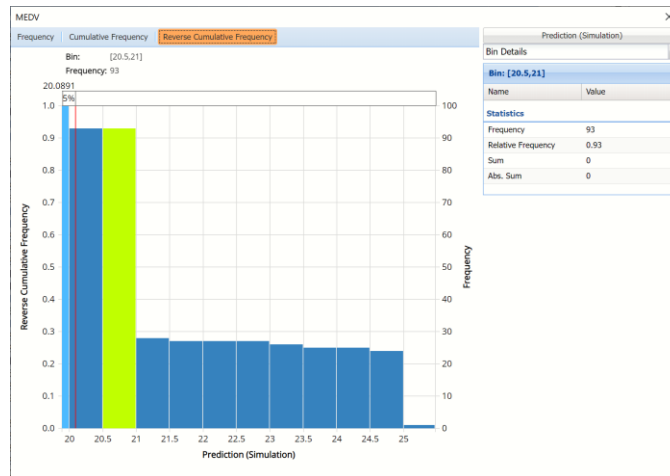 MEDV
Frequency Cumulative Frequency Reverse Cumulative Frequency
Bin: [20.5,21]
Frequency: 93
20.0891
5%
1.0
0.9
0.8
0.7
0.6
0.5
0.4
0.3
0.2
0.1
0.0
Reverse Cumulative Frequency
100
90
80
70
60
50
40
30
20
10
0
Frequency
20 20.5 21 21.5 22 22.5 23 23.5 24 24.5 25
Prediction (Simulation)
Prediction (Simulation)
Bin Details
Bin: [20.5,21]
Name Value
Statistics
Frequency 93
Relative Frequency 0.93
Sum 0
Abs. Sum 0